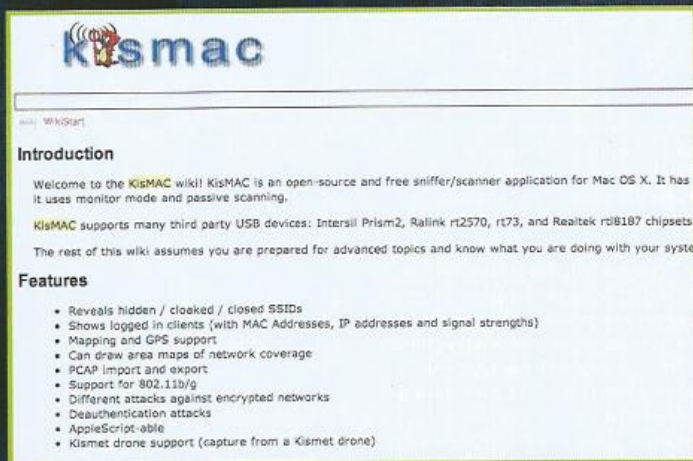 kismac
WikiStart
Introduction
Welcome to the KisMAC wiki! KisMAC is an open-source and free sniffer/scanner application for Mac OS X. It has
it uses monitor mode and passive scanning.
KisMAC supports many third party USB devices: Intersil Prism2, Ralink rt2570, rt73, and Realtek rtl8187 chipsets
The rest of this wiki assumes you are prepared for advanced topics and know what you are doing with your syste
Features
• Reveals hidden / cloaked / closed SSIDs
• Shows logged in clients (with MAC Addresses, IP addresses and signal strengths)
• Mapping and GPS support
• Can draw area maps of network coverage
• PCAP import and export
• Support for 802.11b/g
• Different attacks against encrypted networks
• Deauthentication attacks
• AppleScript-able
• Kismet drone support (capture from a Kismet drone)